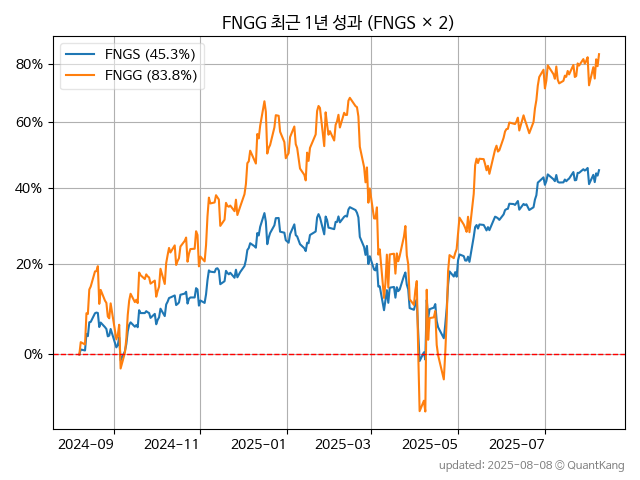 FNGG 최근 1년 성과 (FNGS × 2)
FNGS (45.3%)
FNGG (83.8%)
80%
60%
40%
20%
0%
2024-09 2024-11 2025-01 2025-03 2025-05 2025-07
updated: 2025-08-08 © QuantKang